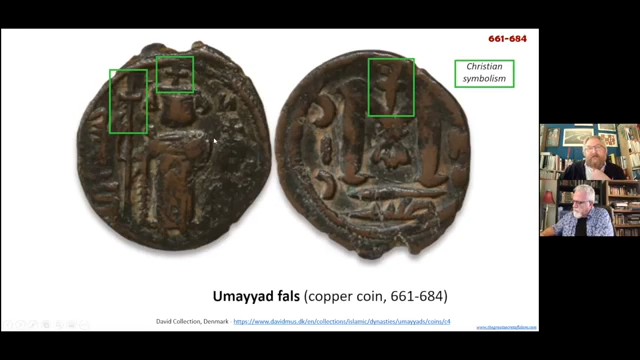 661-684
Christian
symbolism
Umayyad fals (copper coin, 661-684)
David Collection, Denmark - https://www.davidmus.dk/en/collections/islamic/dynasties/umayyads/coins/c4